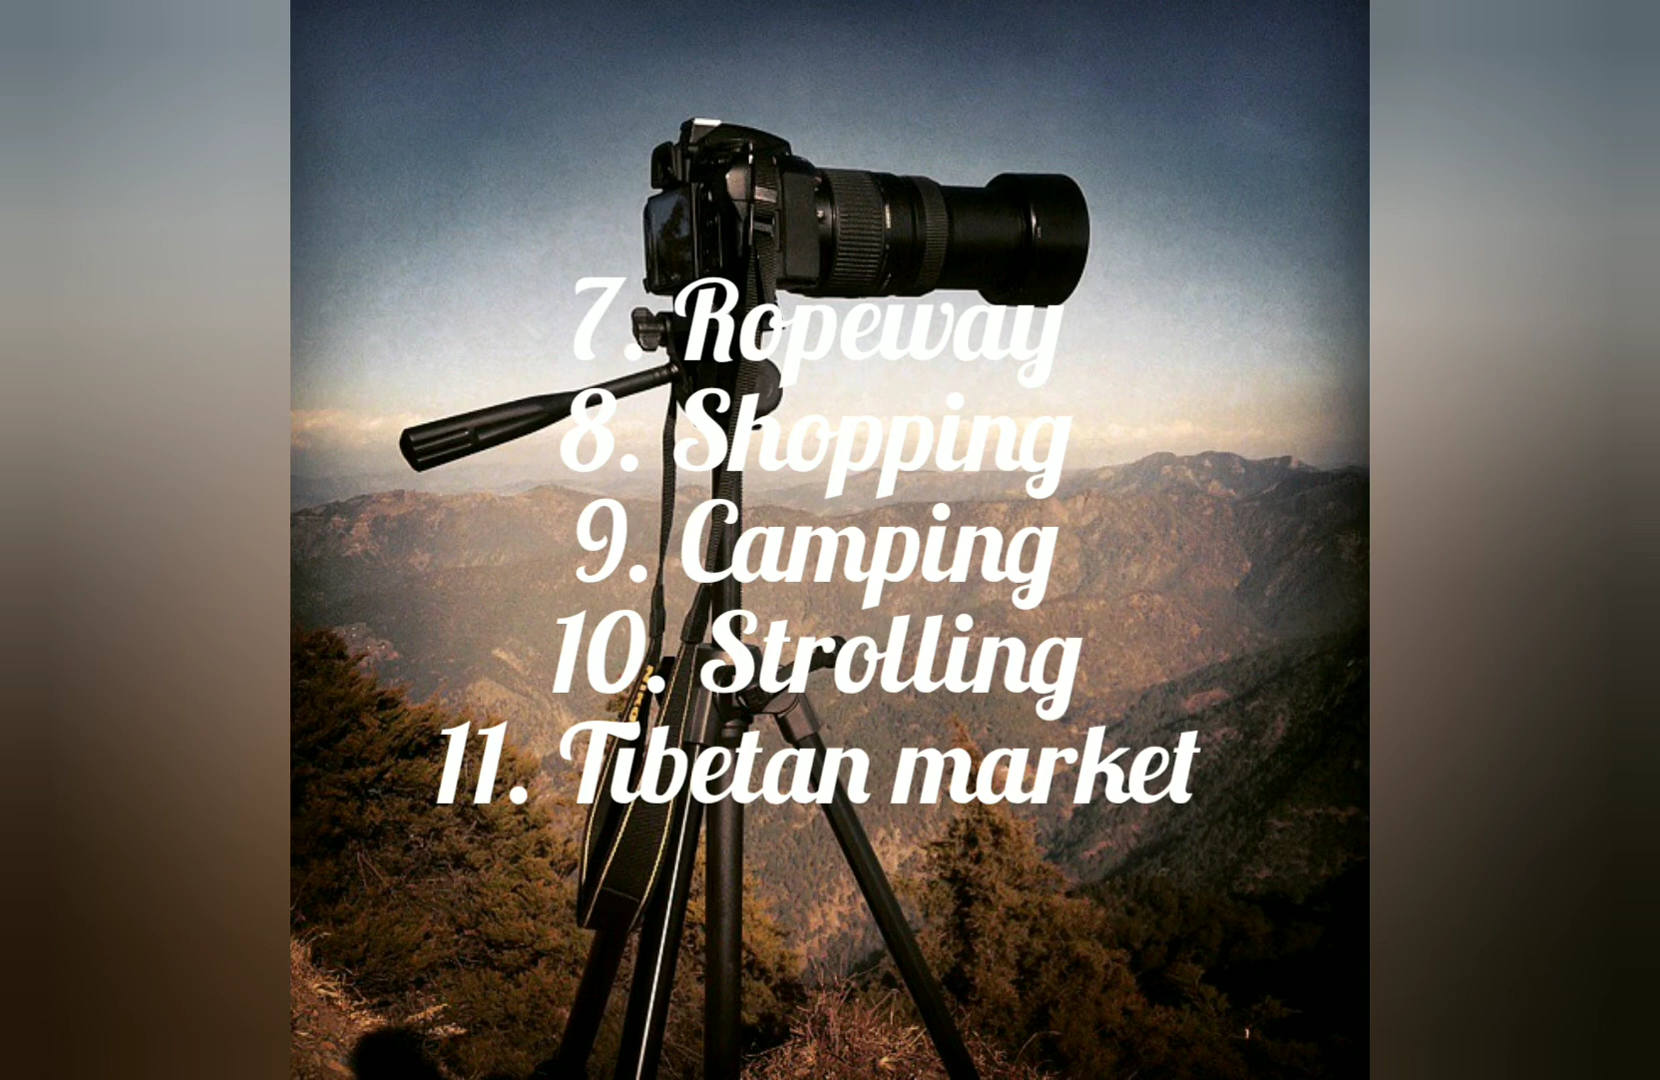 7. Ropeway
8. Shopping
9. Camping
10. Strolling
11. Tibetan market